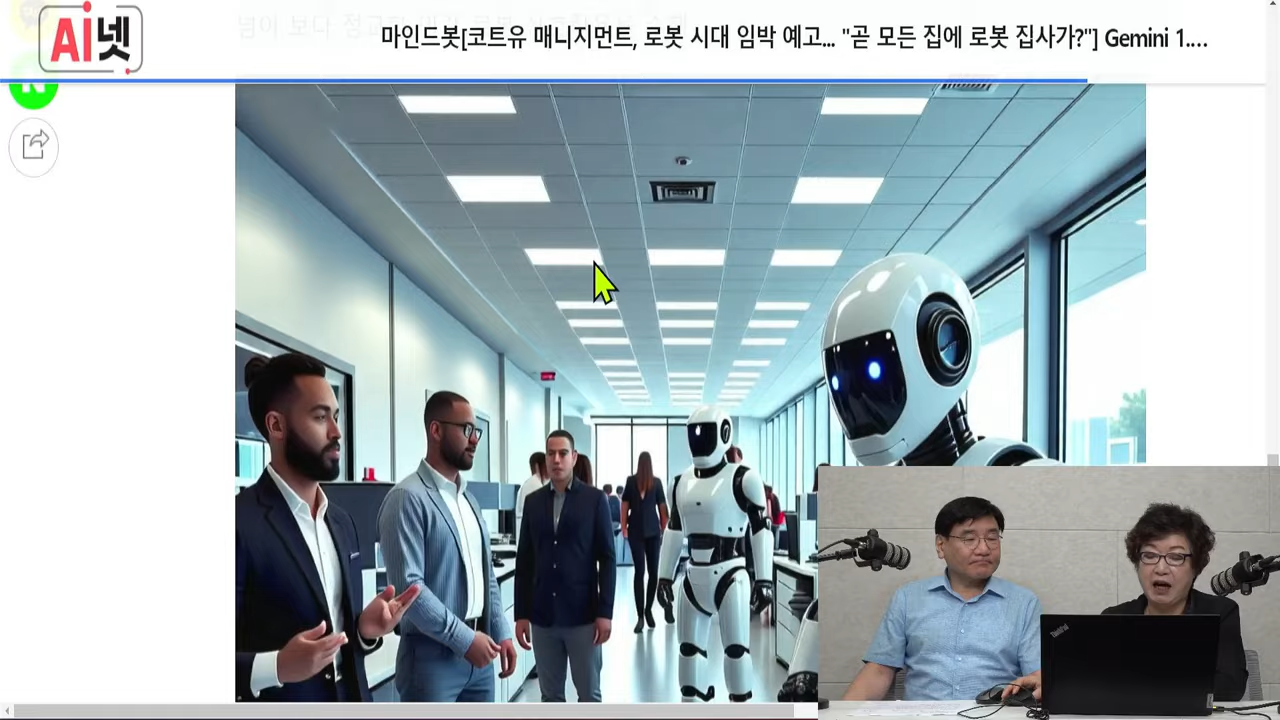 Ai넷
마인드봇[코트유 매니지먼트, 로봇 시대 임박 예고... "곧 모든 집에 로봇 집사가?"] Gemini 1....
ThinkPad